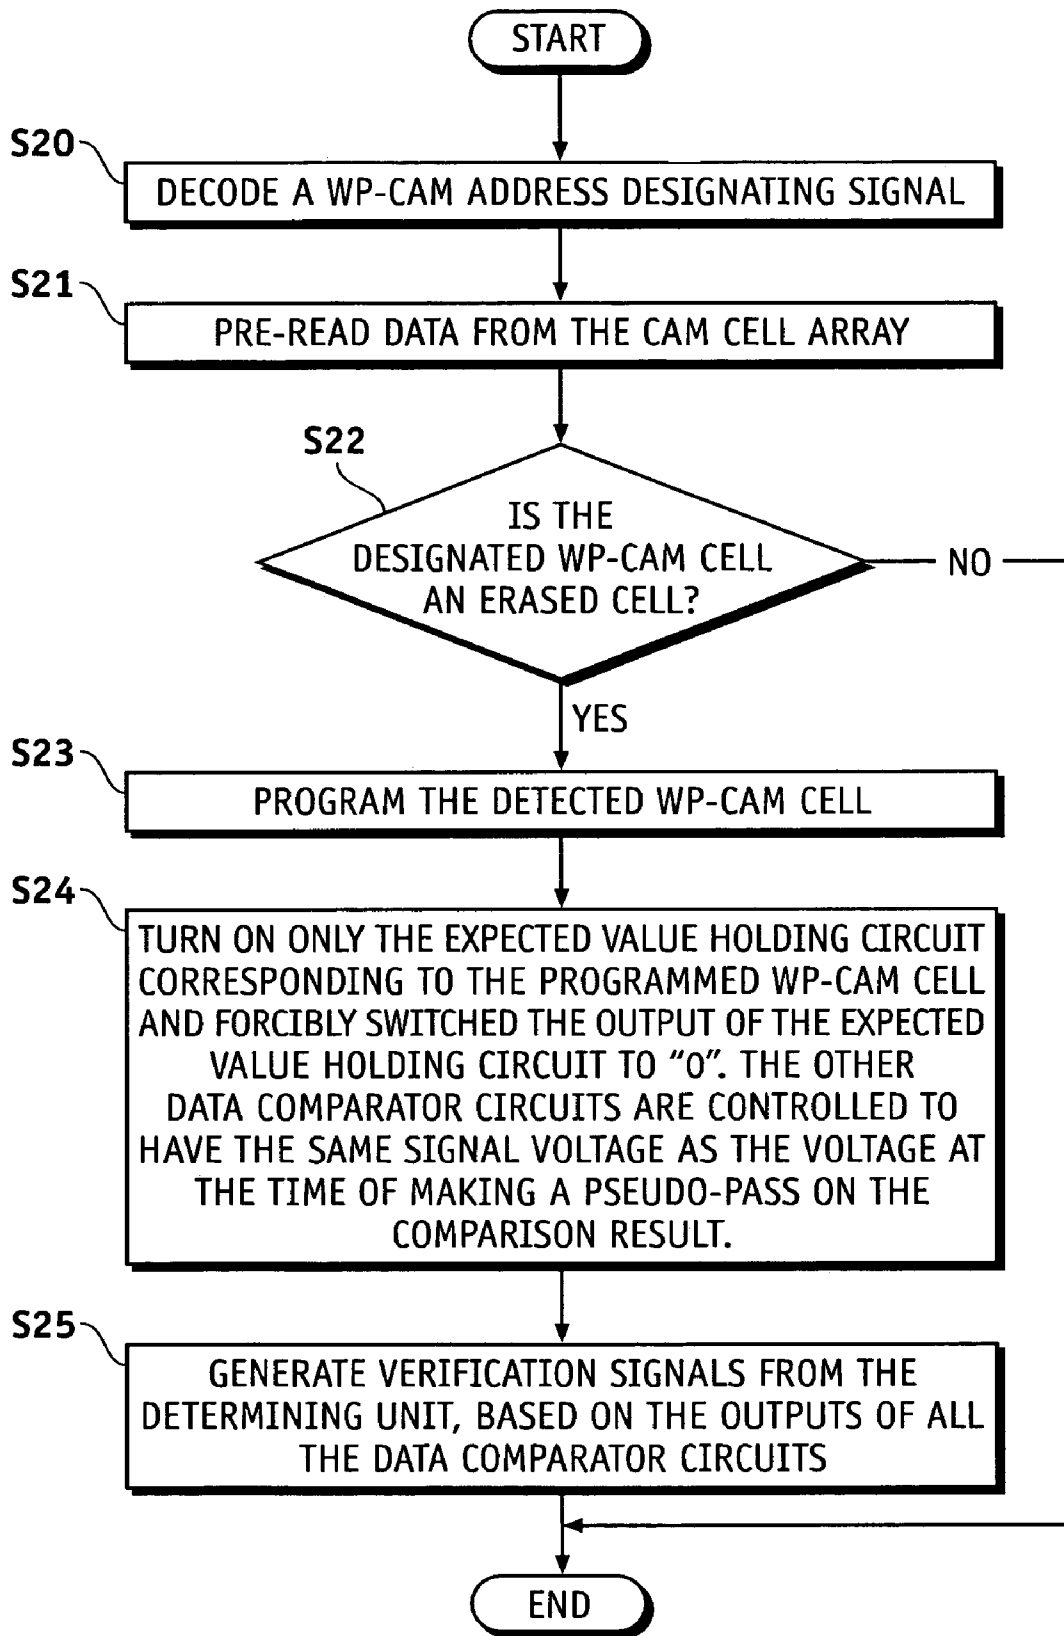 START
S20
DECODE A WP-CAM ADDRESS DESIGNATING SIGNAL
S21
PRE-READ DATA FROM THE CAM CELL ARRAY
S22
IS THE
DESIGNATED WP-CAM CELL
AN ERASED CELL?
NO
YES
S23
PROGRAM THE DETECTED WP-CAM CELL
S24
TURN ON ONLY THE EXPECTED VALUE HOLDING CIRCUIT
CORRESPONDING TO THE PROGRAMMED WP-CAM CELL
AND FORCIBLY SWITCHED THE OUTPUT OF THE EXPECTED
VALUE HOLDING CIRCUIT TO “0”. THE OTHER
DATA COMPARATOR CIRCUITS ARE CONTROLLED TO
HAVE THE SAME SIGNAL VOLTAGE AS THE VOLTAGE AT
THE TIME OF MAKING A PSEUDO-PASS ON THE
COMPARISON RESULT.
S25
GENERATE VERIFICATION SIGNALS FROM THE
DETERMINING UNIT, BASED ON THE OUTPUTS OF ALL
THE DATA COMPARATOR CIRCUITS
END